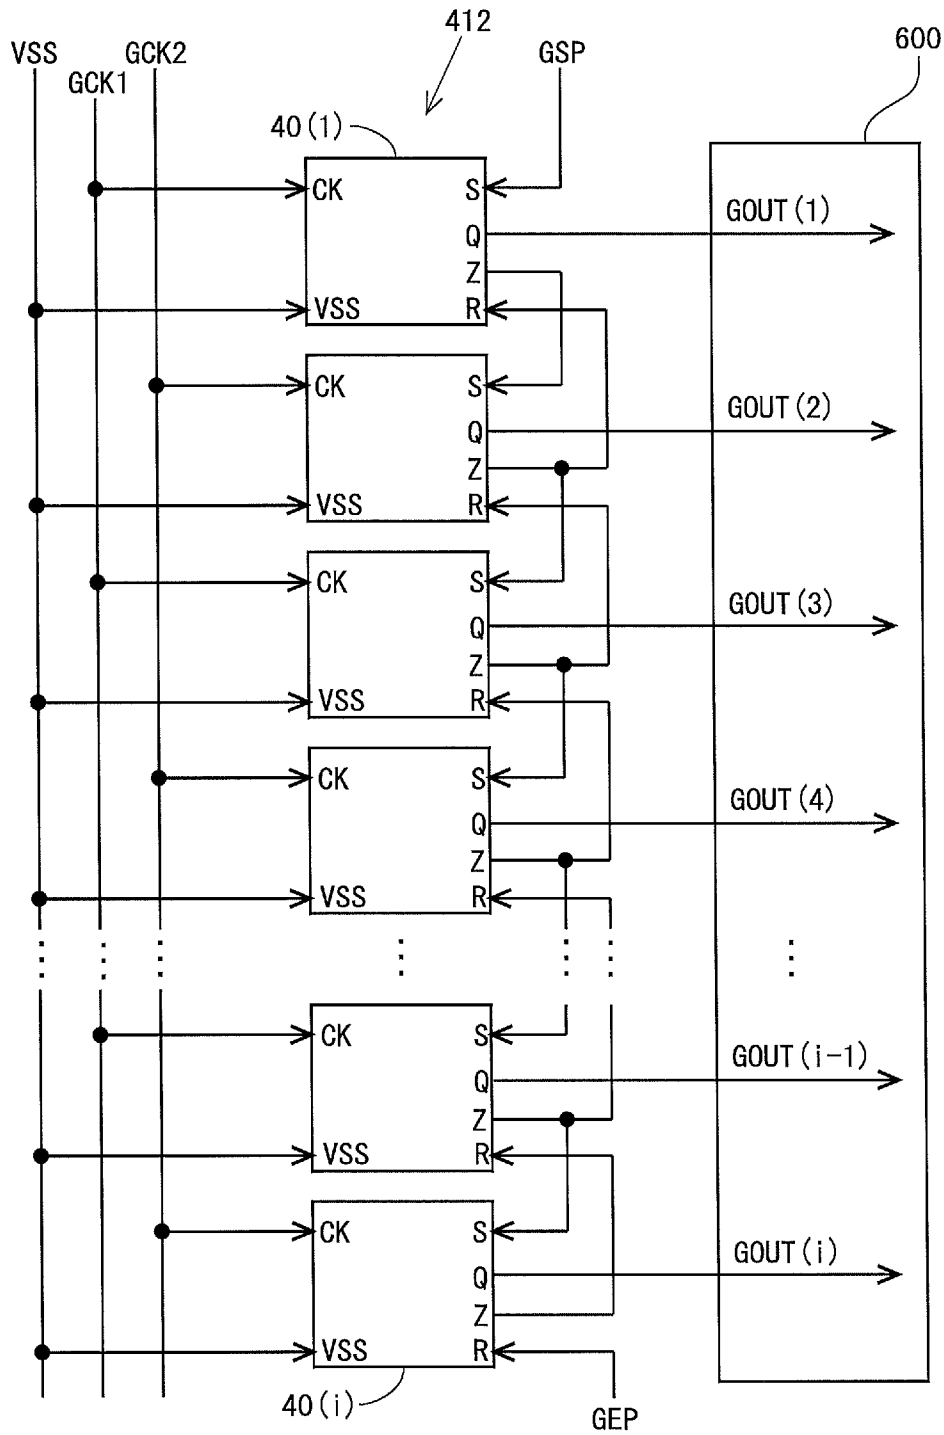 412
600
VSS
GCK1
GCK2
GSP
40(1)
CK
S
Q
Z
VSS
R
GOUT(1)
CK
S
Q
Z
VSS
R
GOUT(2)
CK
S
Q
Z
VSS
R
GOUT(3)
CK
S
Q
Z
VSS
R
GOUT(4)
CK
S
Q
Z
VSS
R
GOUT(i-1)
CK
S
Q
Z
VSS
R
GOUT(i)
40(i)
GEP